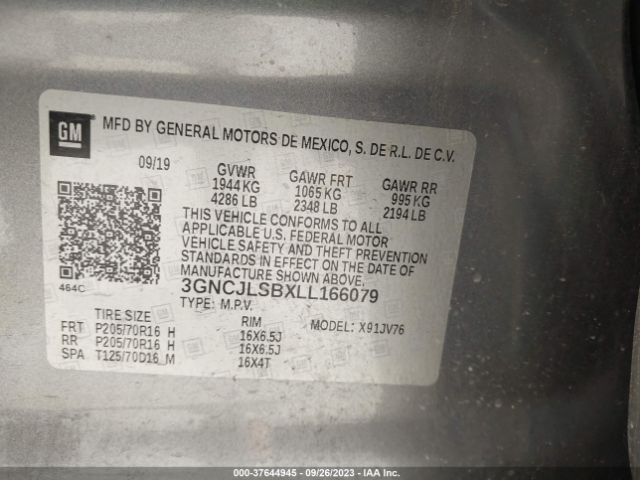 GM
MFD BY GENERAL MOTORS DE MEXICO, S. DE R.L. DE C.V.
09/19 GVWR GAWR FRT GAWR RR
1944 KG 1065 KG 995 KG
4286 LB 2348 LB 2194 LB
THIS VEHICLE CONFORMS TO ALL
APPLICABLE U.S. FEDERAL MOTOR
VEHICLE SAFETY AND THEFT PREVENTION
STANDARDS IN EFFECT ON THE DATE OF
MANUFACTURE SHOWN ABOVE.
464C
3GNCJLSBXLL166079
TYPE: M.P.V.
TIRE SIZE RIM MODEL: X91JV76
FRT P205/70R16 H 16X6.5J
RR P205/70R16 H 16X6.5J
SPA T125/70D16 M 16X4T
000-37644945 - 09/26/2023 - IAA Inc.